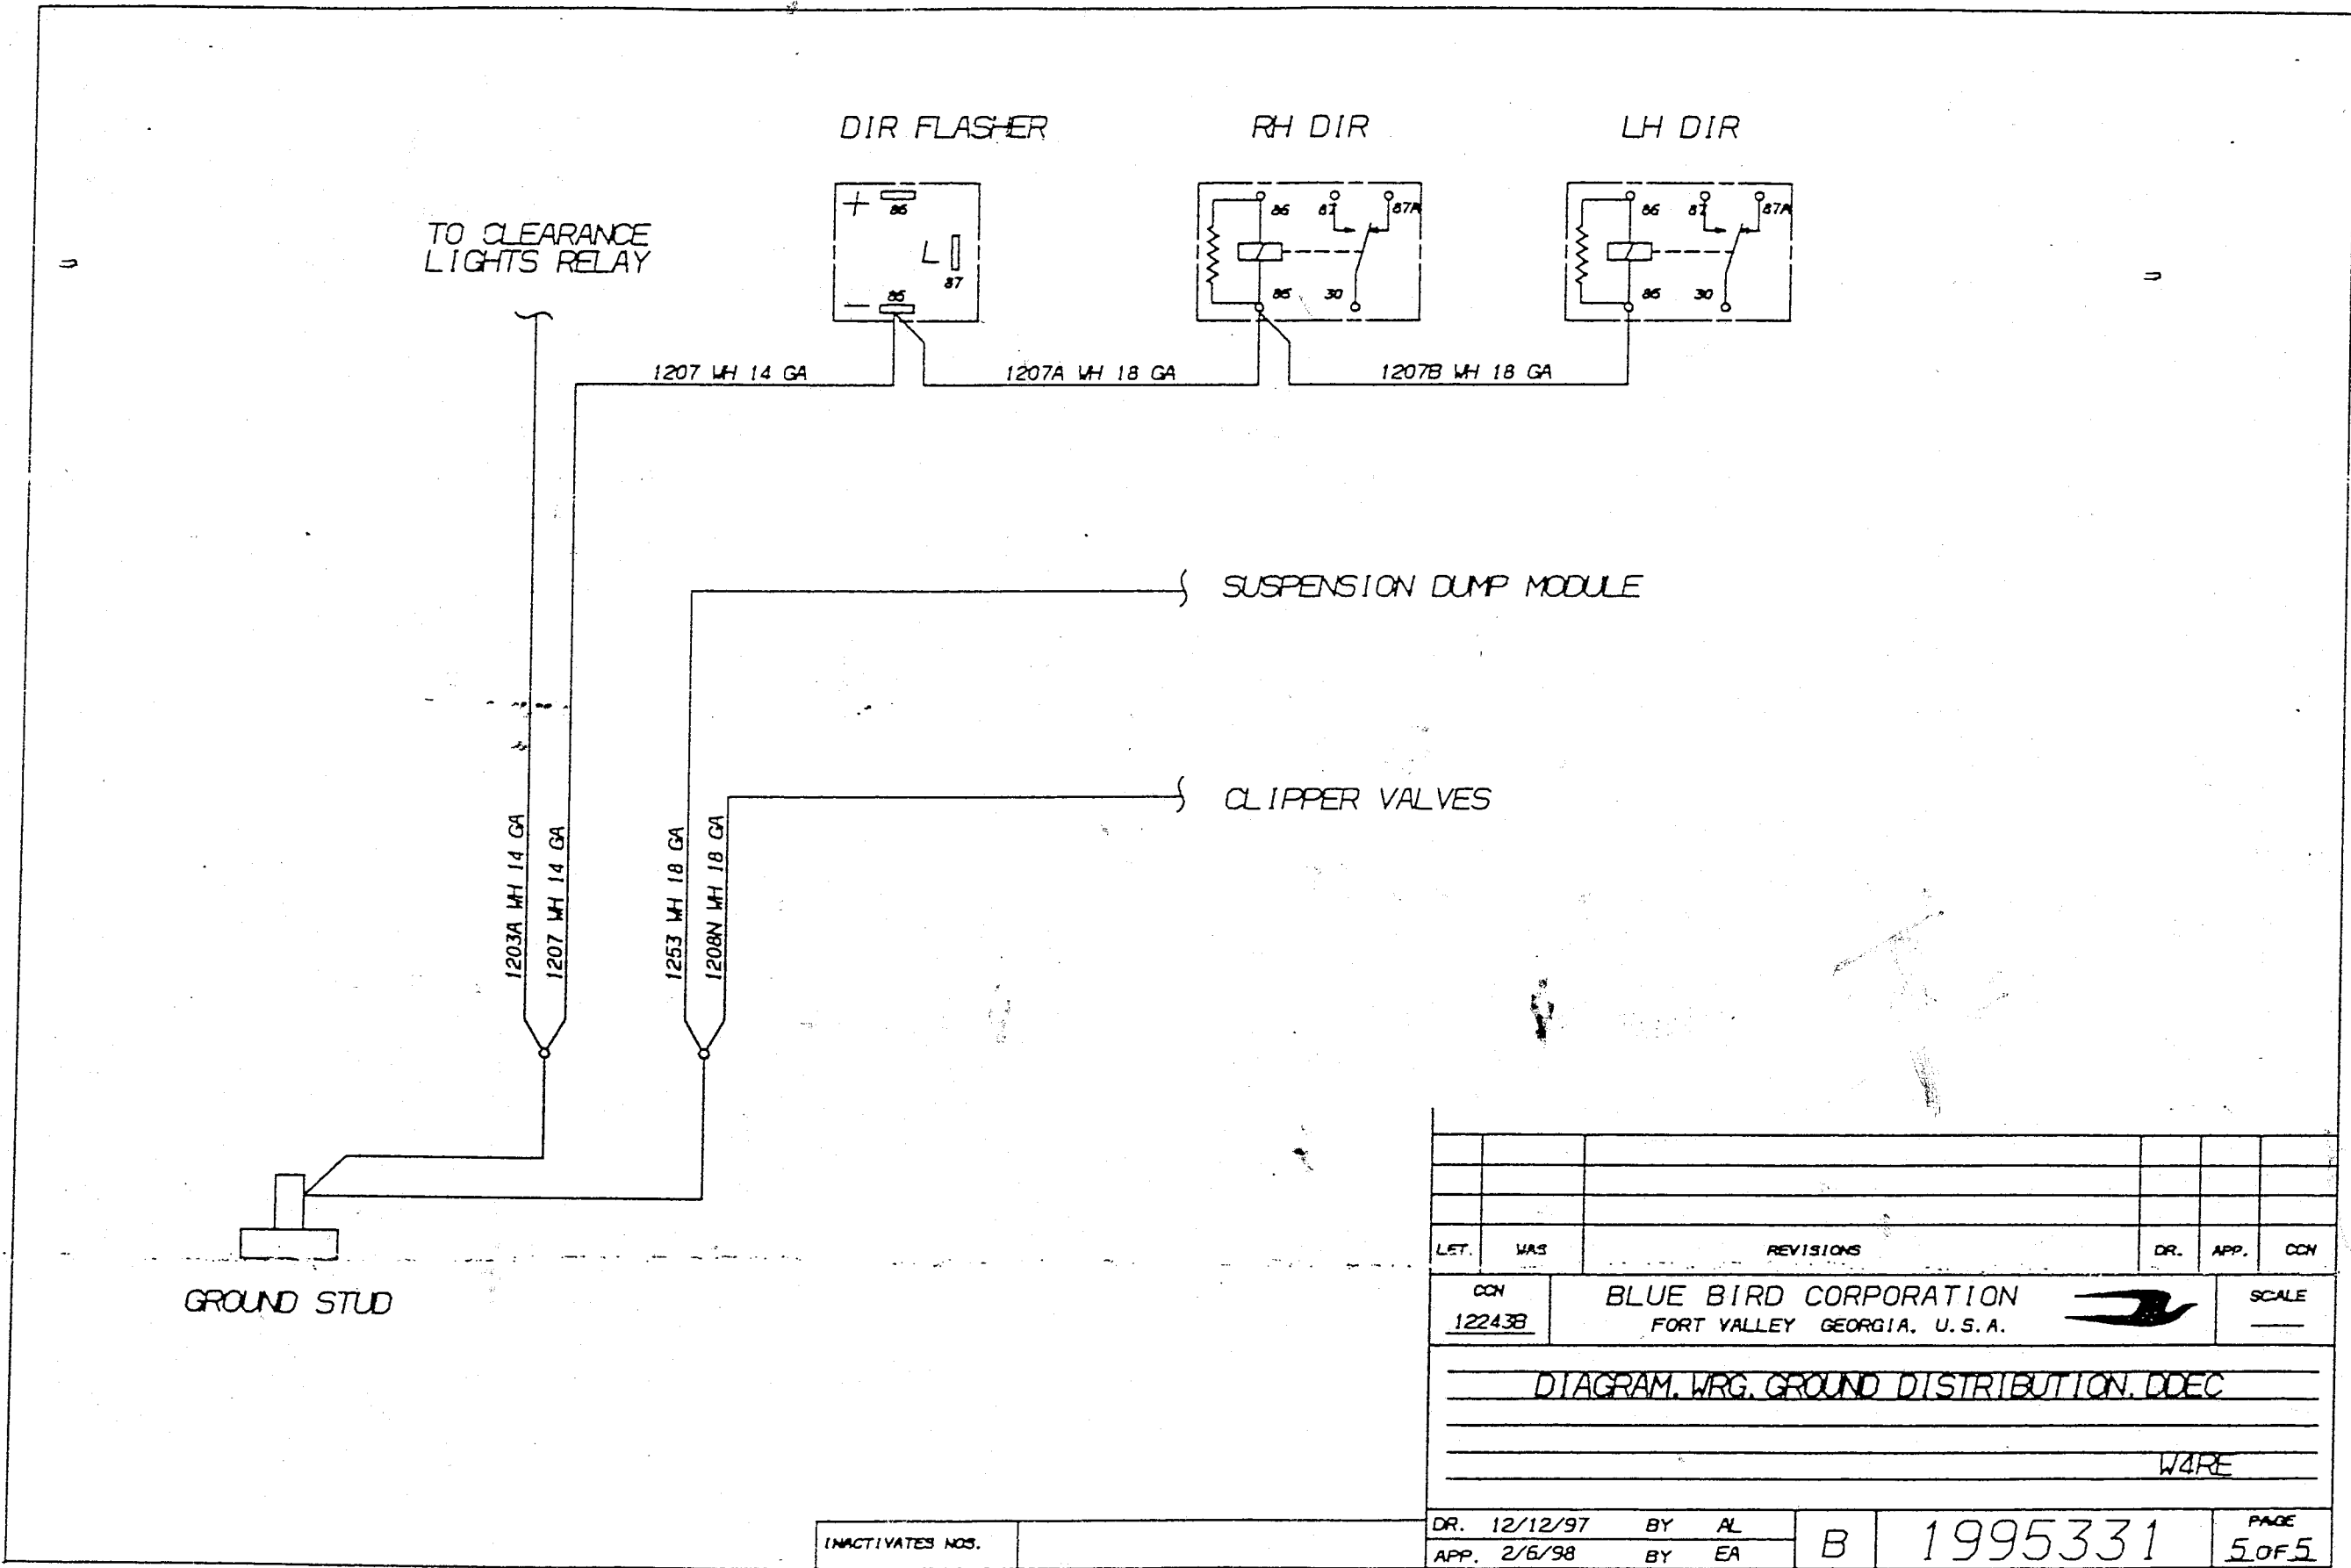 DIR FLASHER
RH DIR
LH DIR
TO CLEARANCE
LIGHTS RELAY
+ 86
L
87
— 85
86 87 87A
86 30
86 87 87A
86 30
1207 WH 14 GA
1207A WH 18 GA
1207B WH 18 GA
SUSPENSION DUMP MODULE
CLIPPER VALVES
1203A WH 14 GA
1207 WH 14 GA
1253 WH 18 GA
1208N WH 18 GA
GROUND STUD
LET. WAS REVISIONS DR. APP. CCN
CCN
12243B
BLUE BIRD CORPORATION
FORT VALLEY GEORGIA. U.S.A.
SCALE
DIAGRAM. WRG. GROUND DISTRIBUTION. DDEC
W4RE
INACTIVATES NOS.
DR. 12/12/97 BY AL
APP. 2/6/98 BY EA
B
1995331
PAGE
5 OF 5